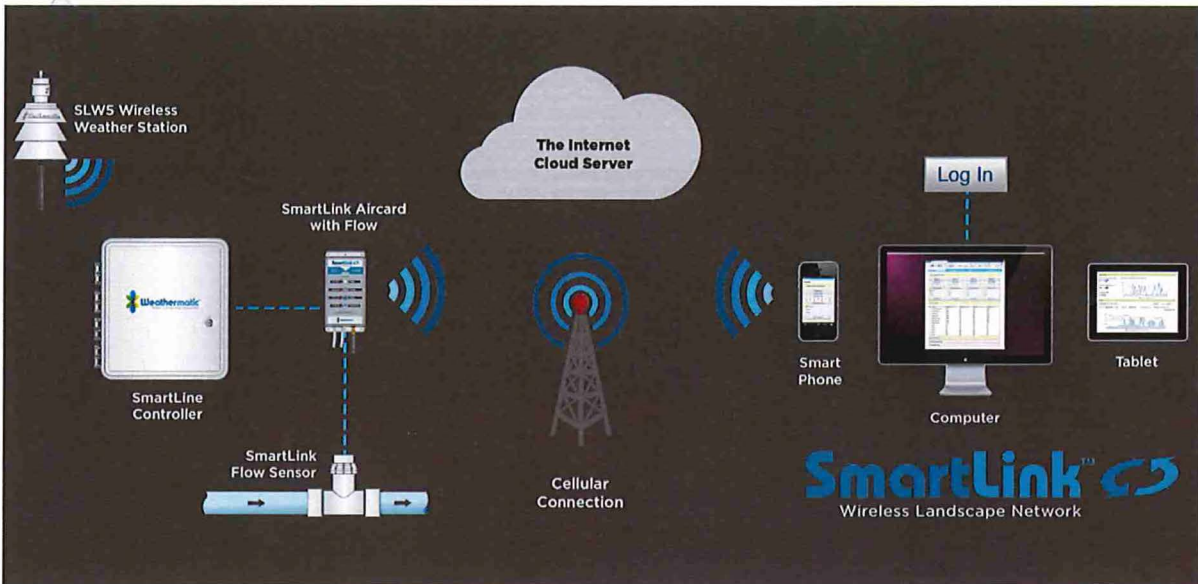 SLW5 Wireless
Weather Station
The Internet
Cloud Server
Log In
SmartLink Aircard
with Flow
SmartLink
Weathermatic
SmartLine
Controller
SmartLink
Flow Sensor
Cellular
Connection
Smart
Phone
Computer
Tablet
SmartLink™
Wireless Landscape Network